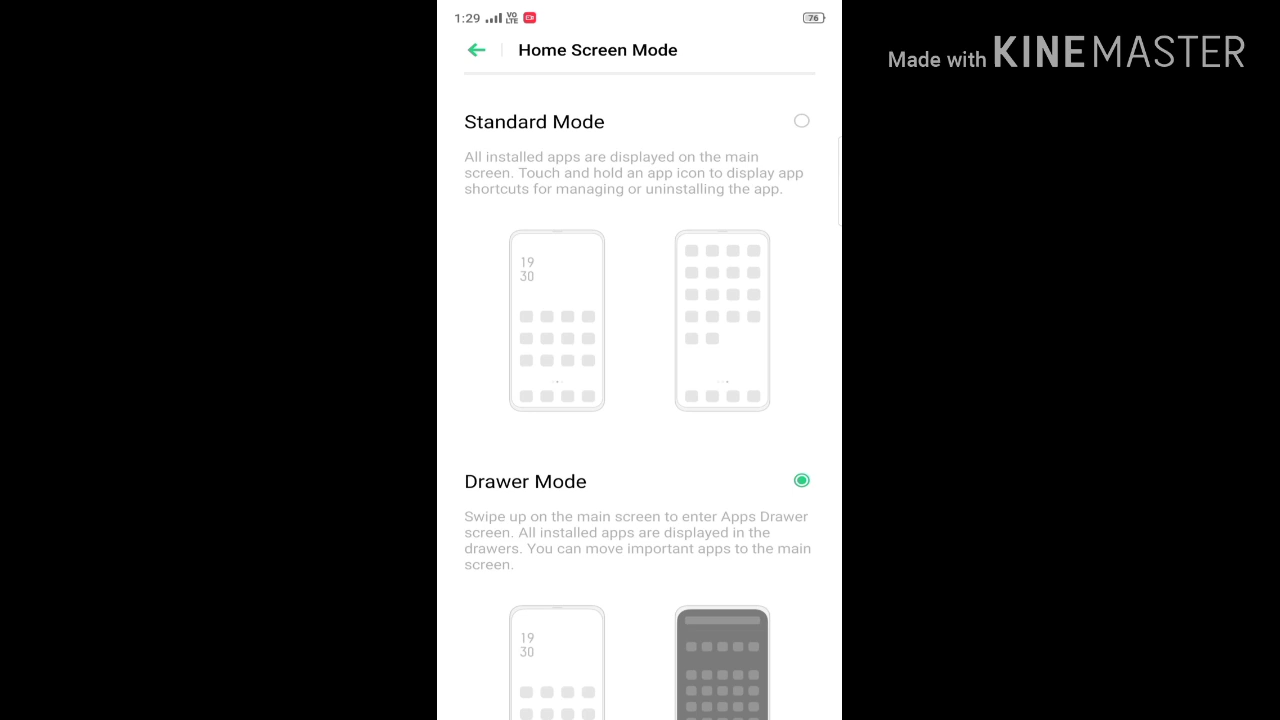 1:29 VO LTE 76
Made with KINEMASTER
Home Screen Mode
Standard Mode
All installed apps are displayed on the main
screen. Touch and hold an app icon to display app
shortcuts for managing or uninstalling the app.
19
30
Drawer Mode
Swipe up on the main screen to enter Apps Drawer
screen. All installed apps are displayed in the
drawers. You can move important apps to the main
screen.
19
30